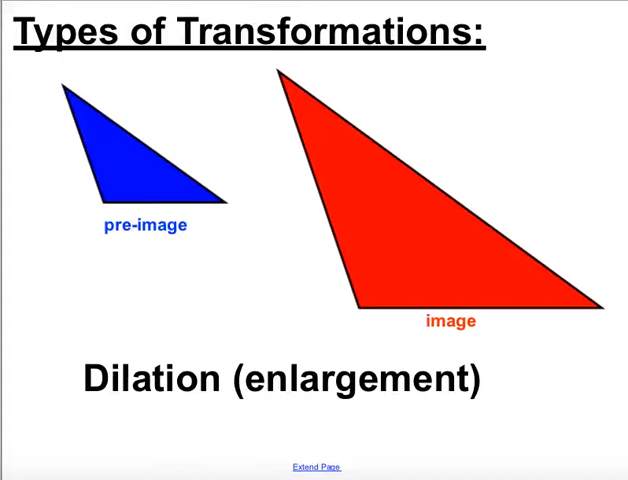 Types of Transformations:
pre-image
image
Dilation (enlargement)
Extend Page